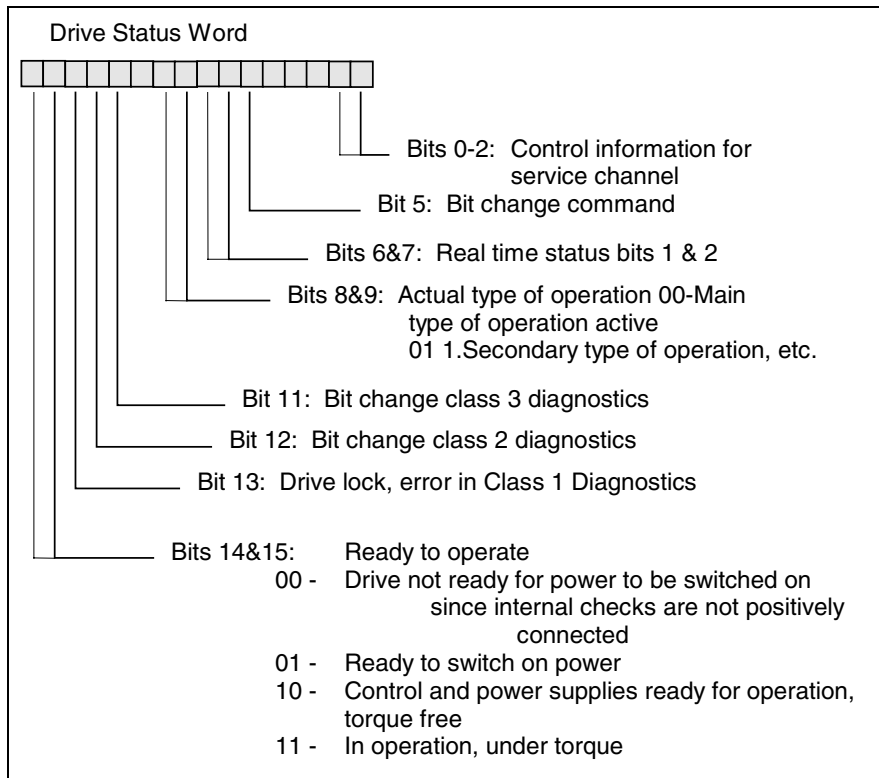 Drive Status Word
Bits 0-2: Control information for
service channel
Bit 5: Bit change command
Bits 6&7: Real time status bits 1 & 2
Bits 8&9: Actual type of operation 00-Main
type of operation active
01 1.Secondary type of operation, etc.
Bit 11: Bit change class 3 diagnostics
Bit 12: Bit change class 2 diagnostics
Bit 13: Drive lock, error in Class 1 Diagnostics
Bits 14&15: Ready to operate
00 - Drive not ready for power to be switched on
since internal checks are not positively
connected
01 - Ready to switch on power
10 - Control and power supplies ready for operation,
torque free
11 - In operation, under torque